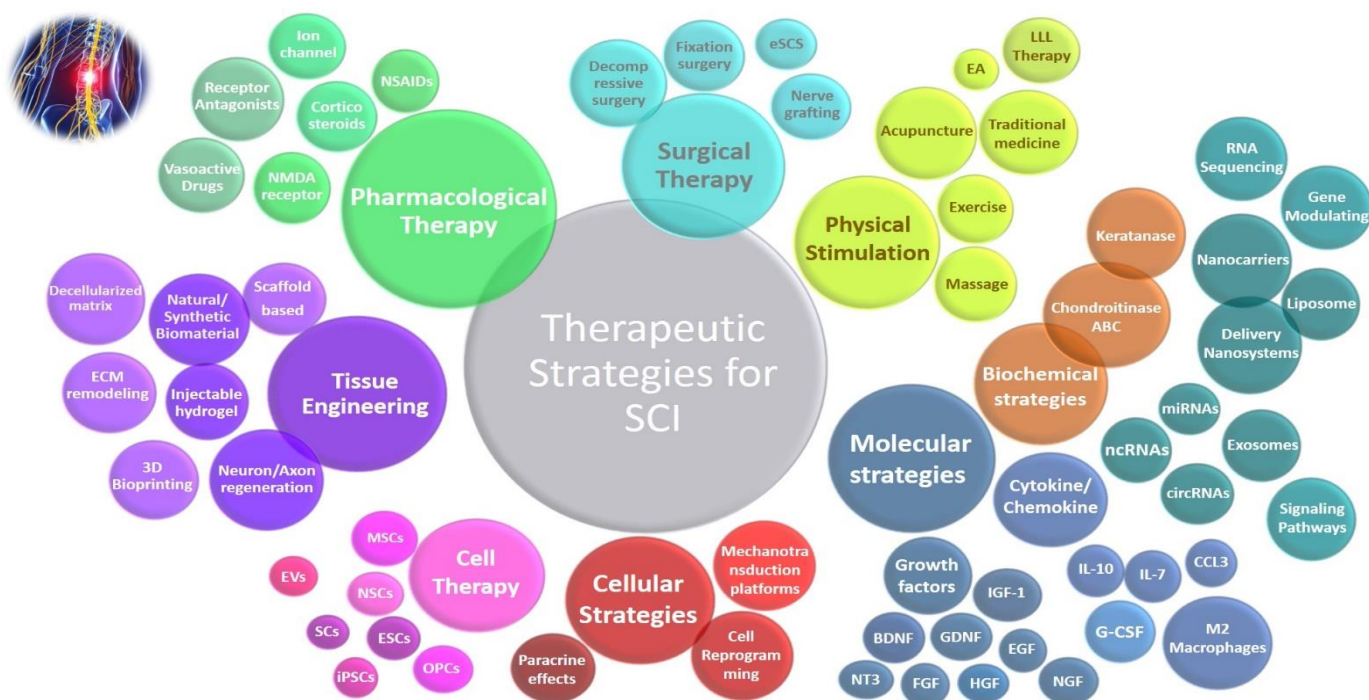 Ion
channel
NSAIDs
Receptor
Antagonists
Cortico
steroids
Vasoactive
Drugs
NMDA
receptor
Pharmacological
Therapy
Decomp
ressive
surgery
Fixation
surgery
eSCS
Nerve
grafting
Surgical
Therapy
LLL
Therapy
EA
Acupuncture
Traditional
medicine
Exercise
Massage
Physical
Stimulation
RNA
Sequencing
Gene
Modulating
Nanocarriers
Liposome
Delivery
Nanosystems
Keratanase
Chondroitinase
ABC
Biochemical
strategies
Therapeutic
Strategies for
SCI
Decellularized
matrix
Natural/
Synthetic
Biomaterial
Scaffold
based
ECM
remodeling
Injectable
hydrogel
Tissue
Engineering
3D
Bioprinting
Neuron/Axon
regeneration
Molecular
strategies
Cytokine/
Chemokine
miRNAs
ncRNAs
Exosomes
circRNAs
Signaling
Pathways
MSCs
EVs
NSCs
SCs
ESCs
iPSCs
OPCs
Cell
Therapy
Cellular
Strategies
Mechanotra
nsduction
platforms
Paracrine
effects
Cell
Reprogram
ming
Growth
factors
IGF-1
BDNF
GDNF
EGF
NT3
FGF
HGF
NGF
IL-10
IL-7
CCL3
G-CSF
M2
Macrophages